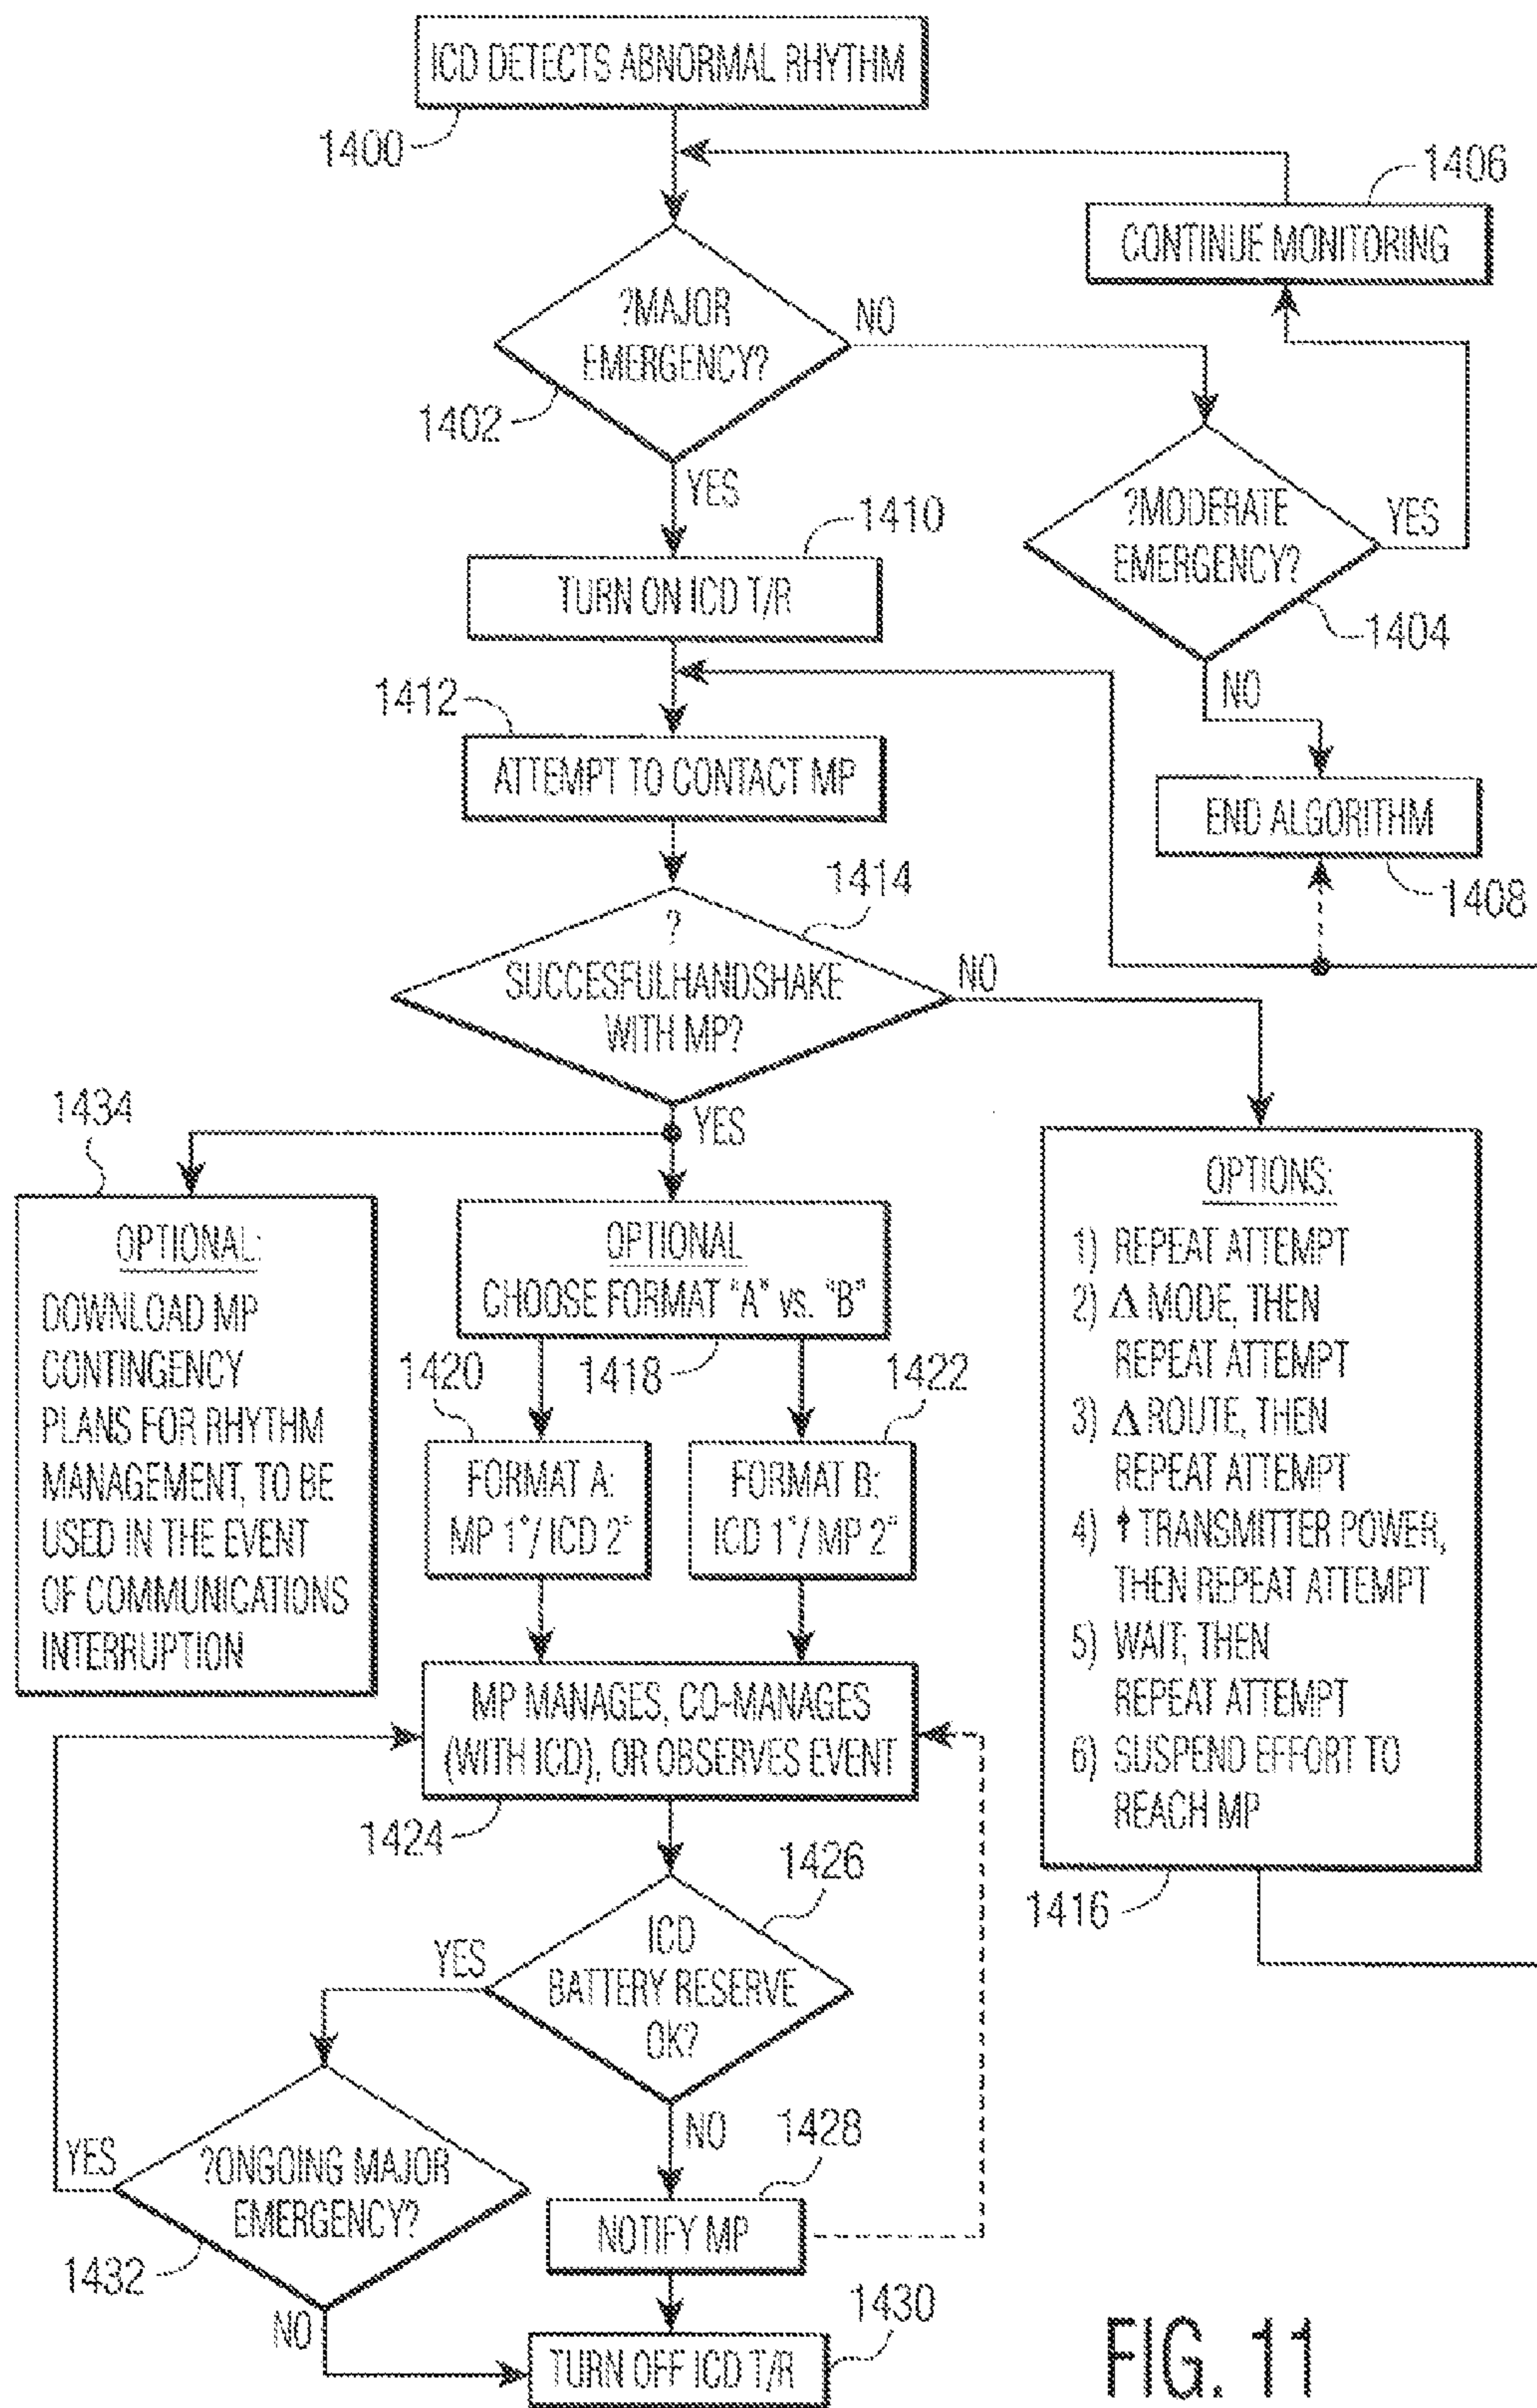 ICD DETECTS ABNORMAL RHYTHM
1400
1406
CONTINUE MONITORING
?MAJOR
EMERGENCY?
NO
1402
YES
?MODERATE
EMERGENCY?
YES
1404
NO
1410
TURN ON ICD T/R
1412
ATTEMPT TO CONTACT MP
END ALGORITHM
1408
1414
?
SUCCESFULHANDSHAKE
WITH MP?
NO
YES
1434
OPTIONAL:
DOWNLOAD MP
CONTINGENCY
PLANS FOR RHYTHM
MANAGEMENT, TO BE
USED IN THE EVENT
OF COMMUNICATIONS
INTERRUPTION
OPTIONAL
CHOOSE FORMAT "A" vs. "B"
1418
1420
FORMAT A:
MP 1°/ ICD 2°
1422
FORMAT B:
ICD 1°/ MP 2°
OPTIONS:
1) REPEAT ATTEMPT
2) Δ MODE, THEN
REPEAT ATTEMPT
3) Δ ROUTE, THEN
REPEAT ATTEMPT
4) ↑ TRANSMITTER POWER,
THEN REPEAT ATTEMPT
5) WAIT; THEN
REPEAT ATTEMPT
6) SUSPEND EFFORT TO
REACH MP
1416
MP MANAGES, CO-MANAGES
(WITH ICD), OR OBSERVES EVENT
1424
1426
ICD
BATTERY RESERVE
OK?
YES
NO
?ONGOING MAJOR
EMERGENCY?
YES
1432
NO
1428
NOTIFY MP
1430
TURN OFF ICD T/R
FIG. 11